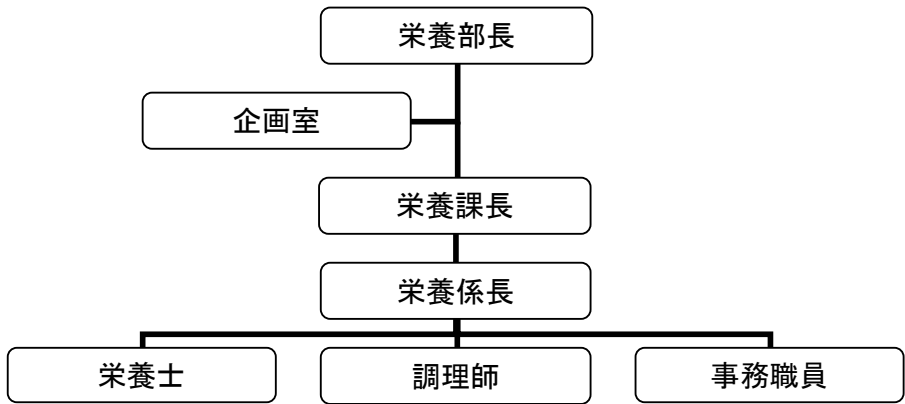 栄養部長
企画室
栄養課長
栄養係長
栄養士
調理師
事務職員